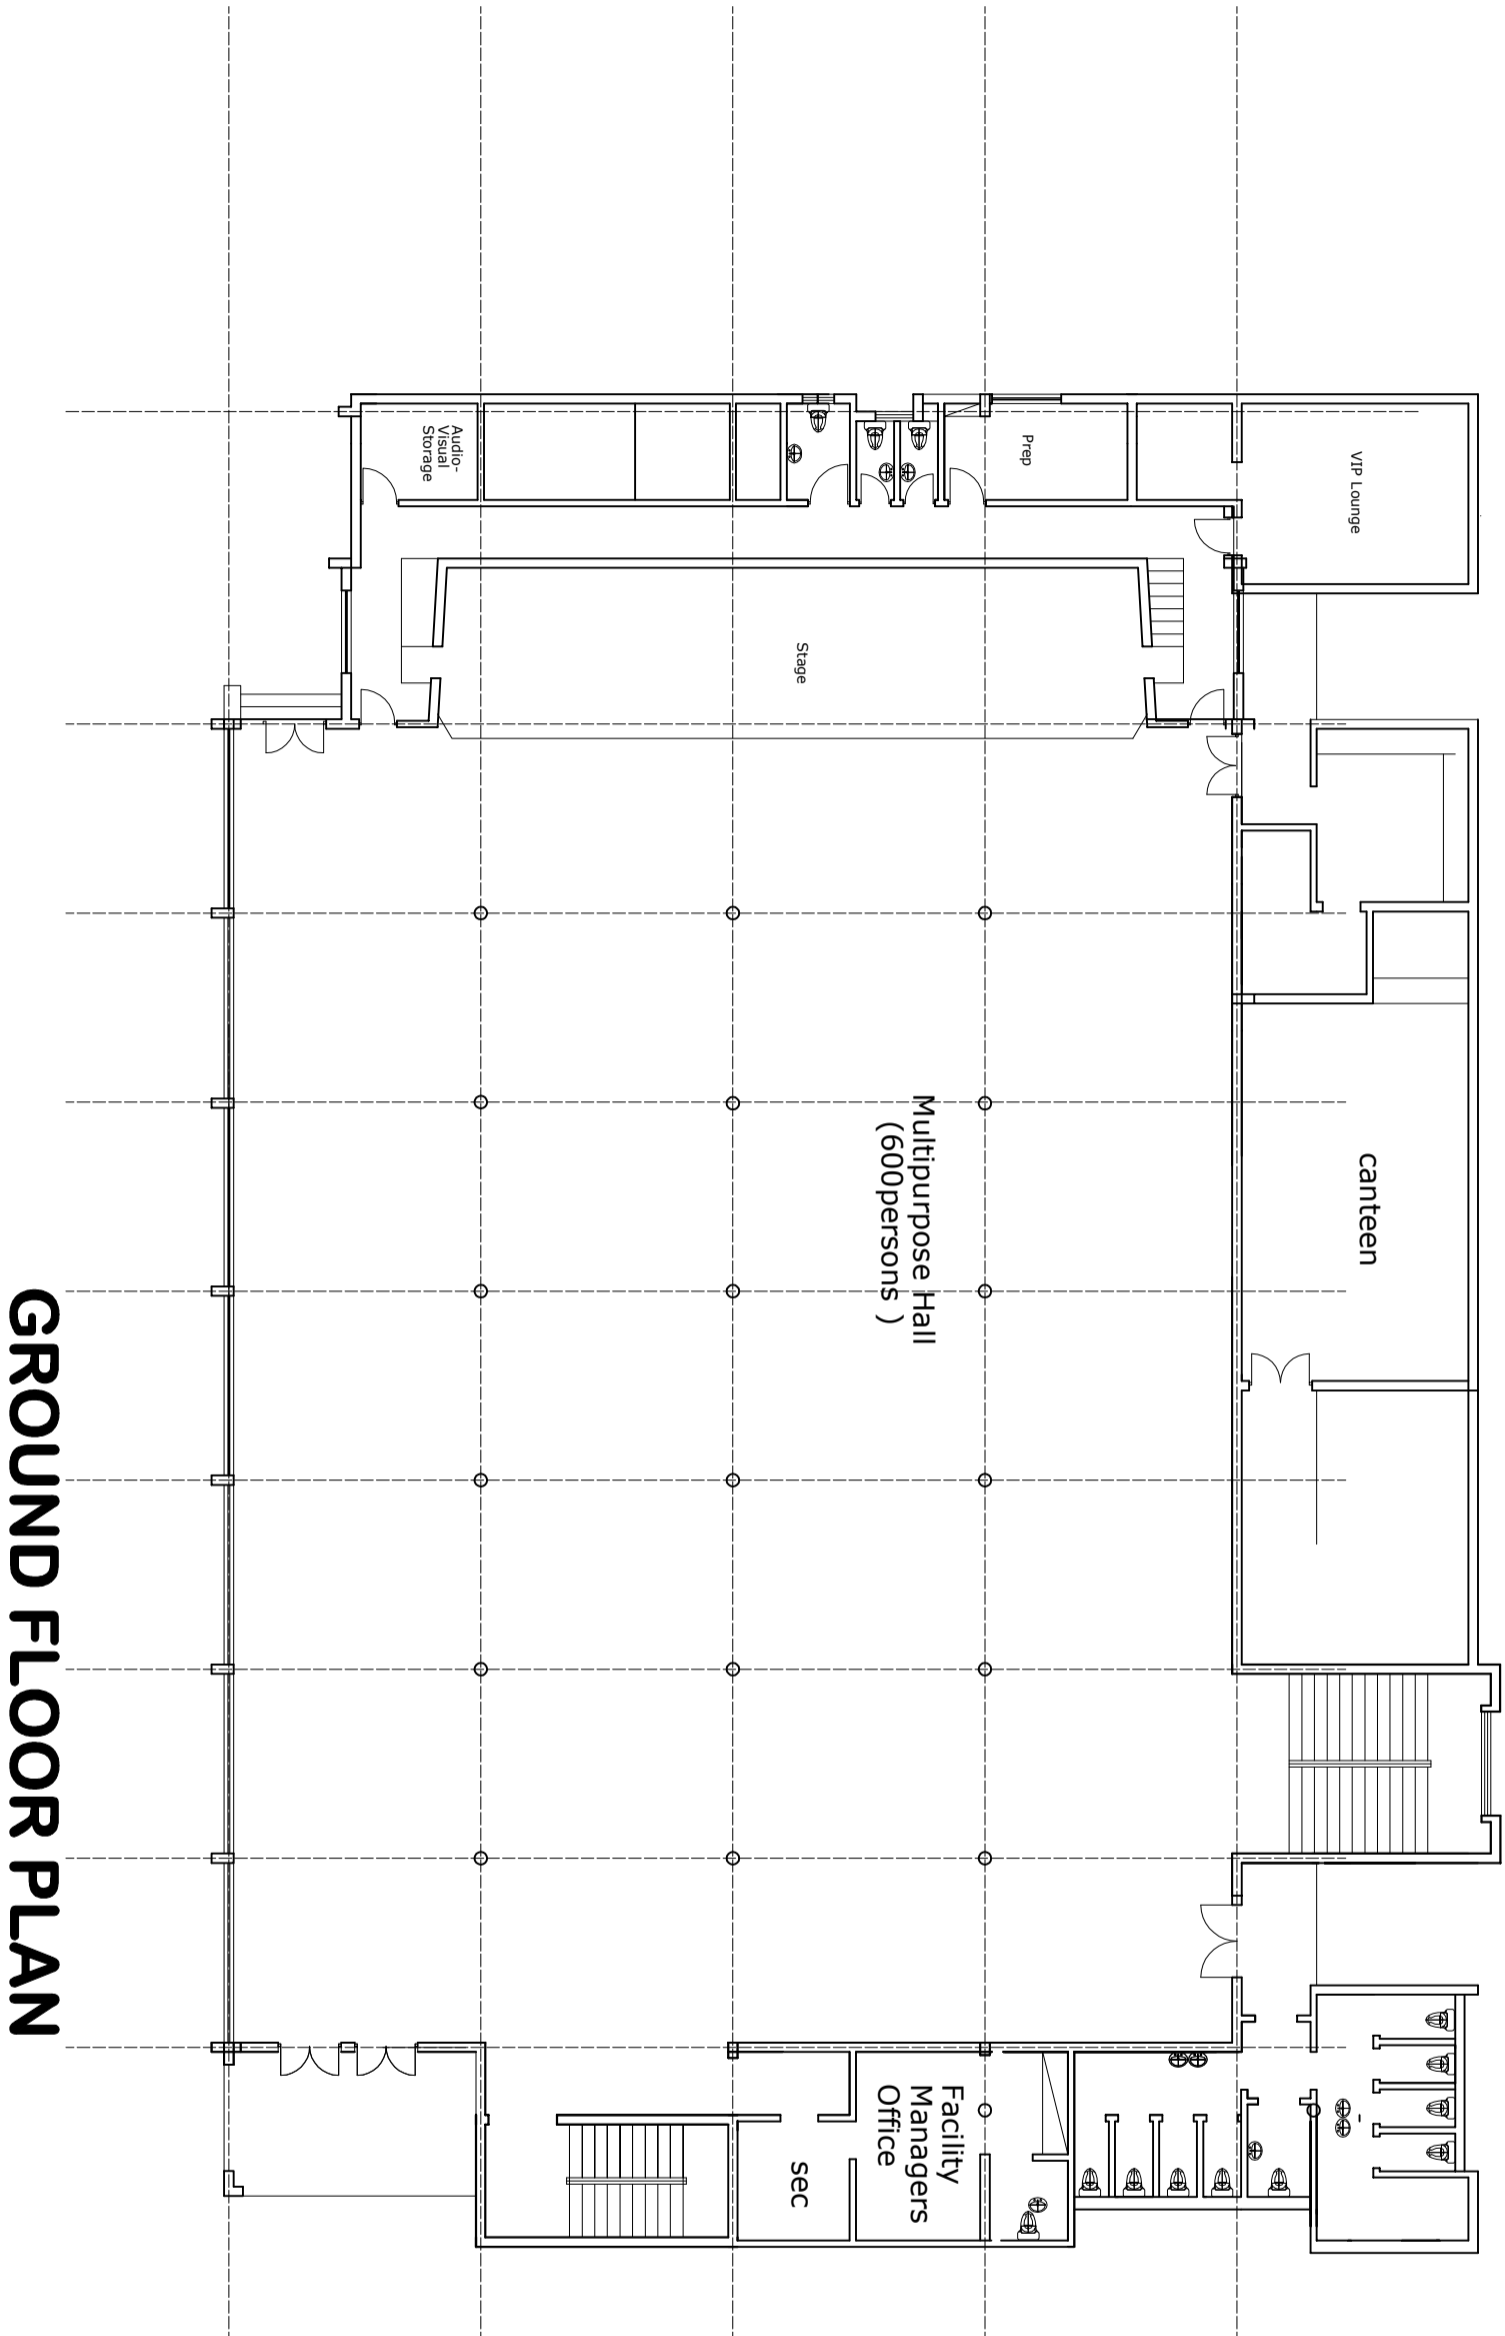 VIP Lounge
Prep
Audio-
Visual
Storage
Stage
canteen
Multipurpose Hall
(600persons )
Facility
Managers
Office
sec
GROUND FLOOR PLAN